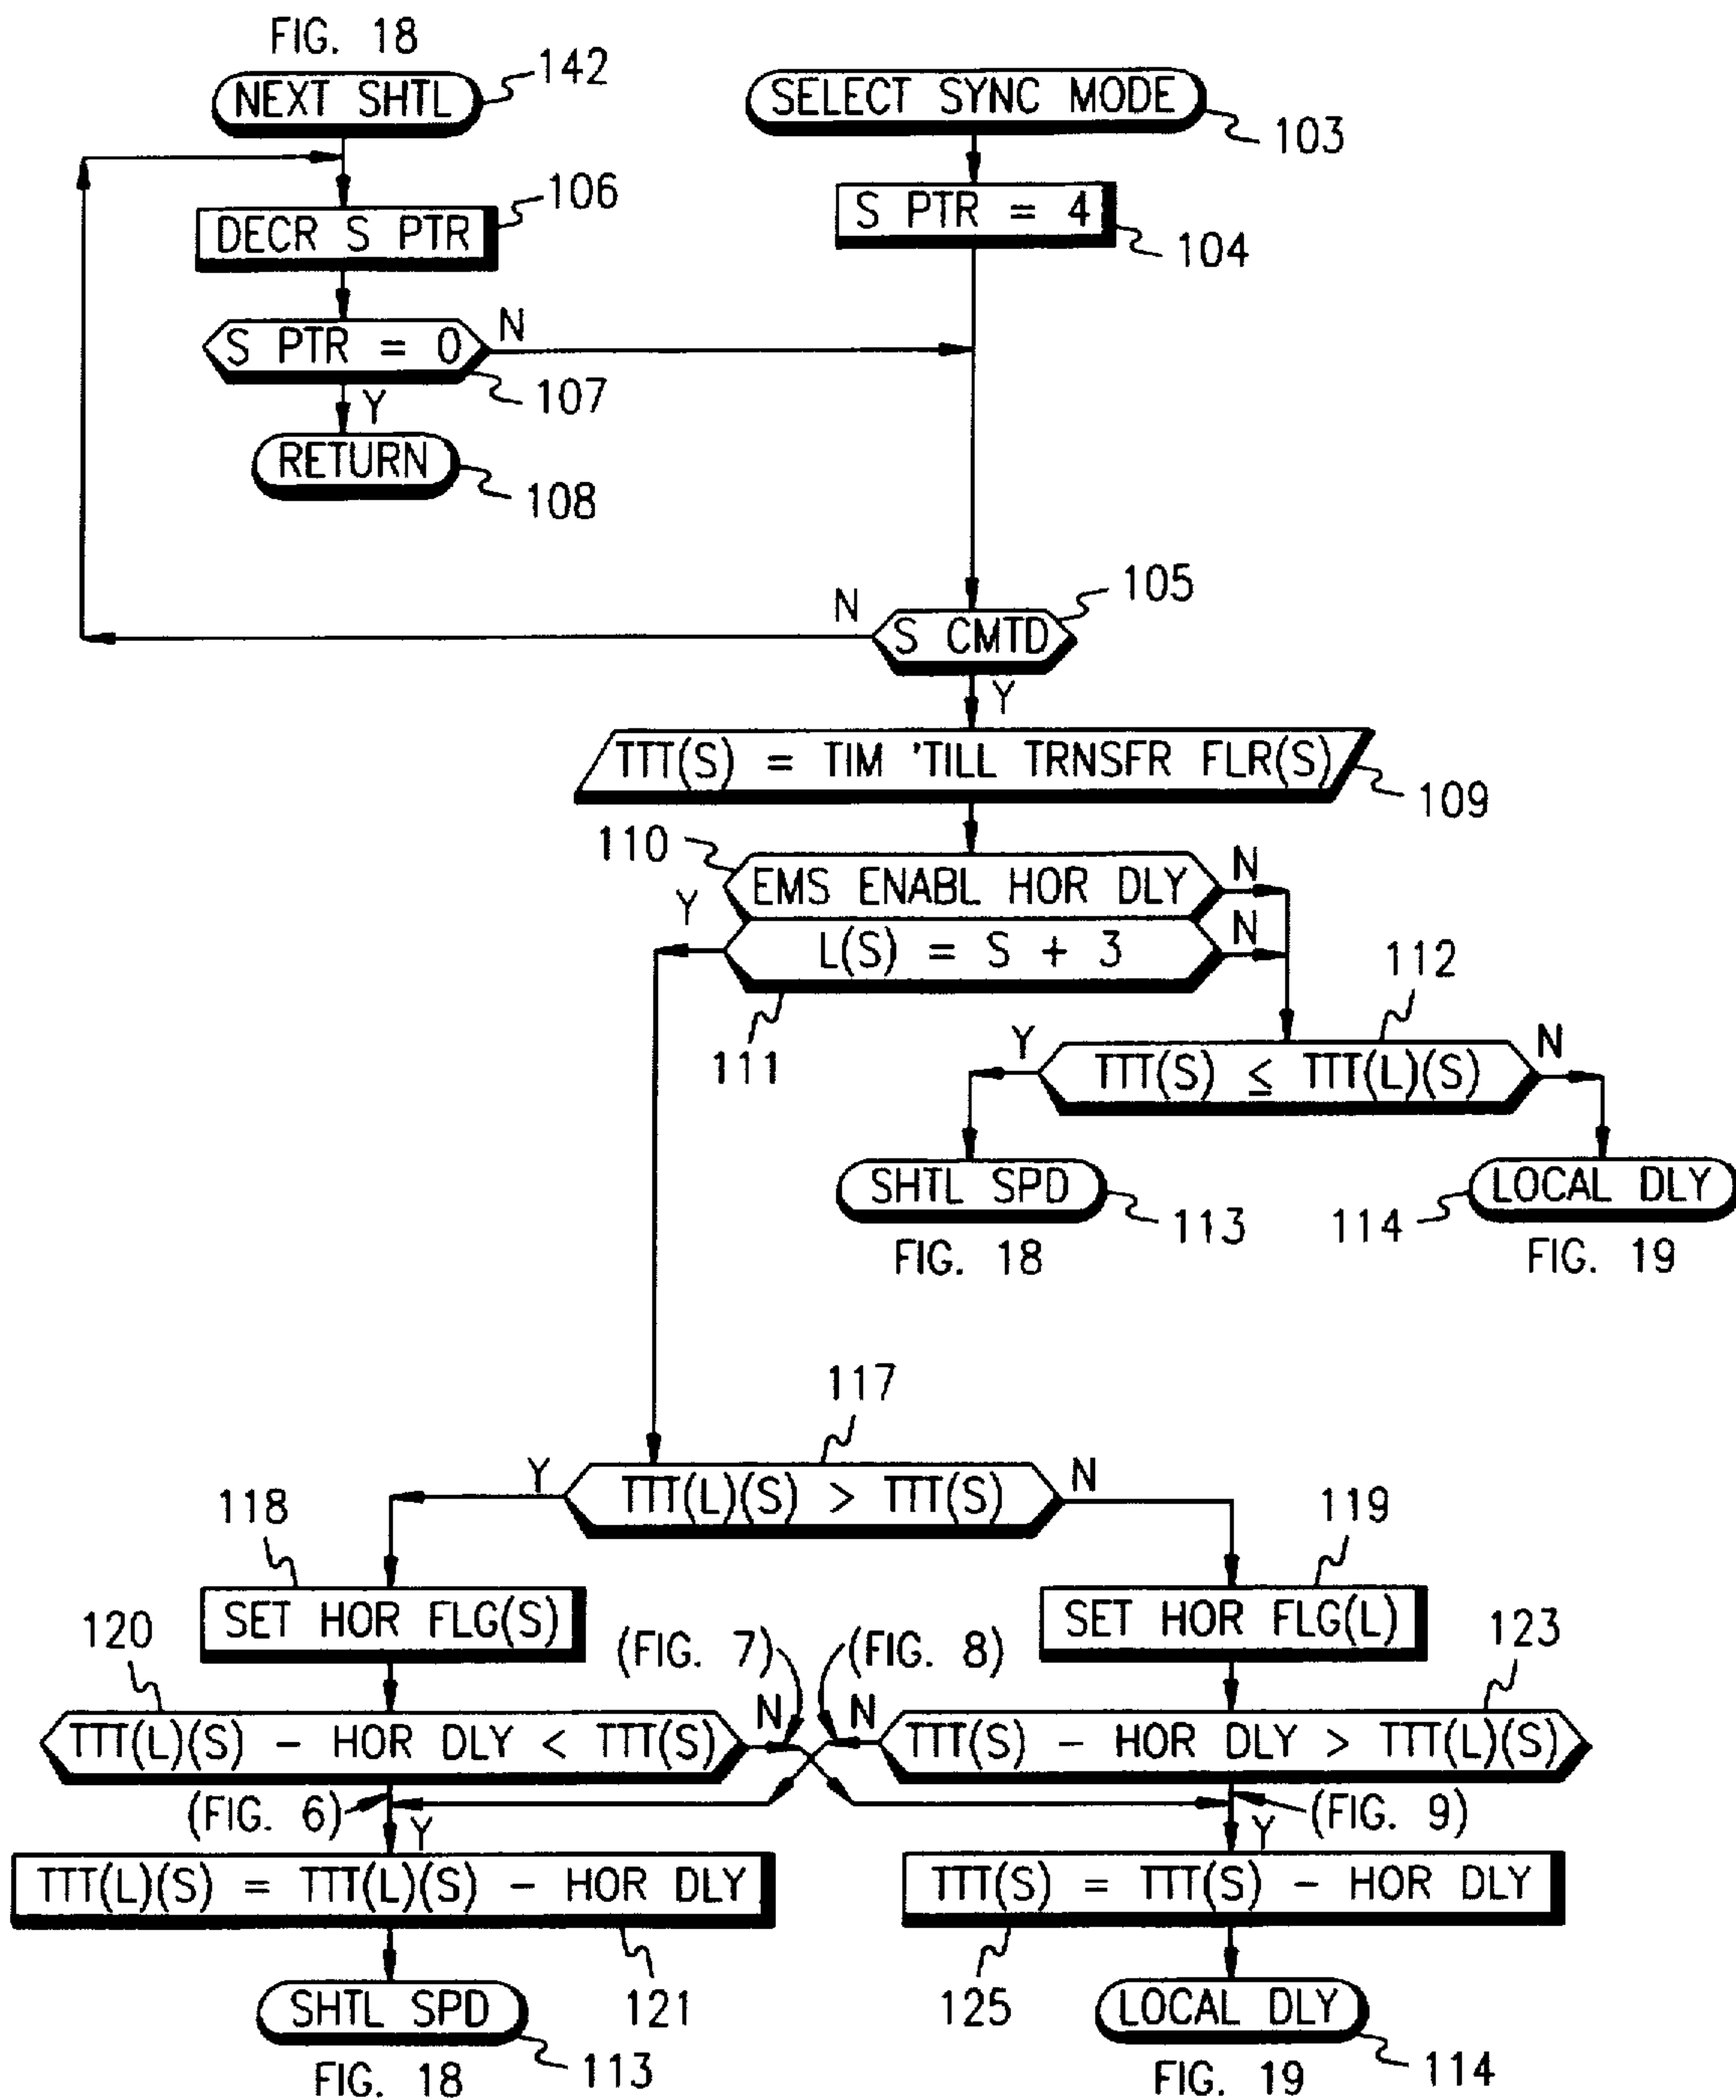 FIG. 18
NEXT SHTL
142
SELECT SYNC MODE
103
DECR S PTR
106
S PTR = 4
104
S PTR = 0
N
107
Y
RETURN
108
S CMTD
105
N
Y
TTT(S) = TIM 'TILL TRNSFR FLR(S)
109
110
EMS ENABL HOR DLY
N
Y
L(S) = S + 3
N
111
112
Y
TTT(S) ≤ TTT(L)(S)
N
SHTL SPD
113
FIG. 18
LOCAL DLY
114
FIG. 19
117
Y
TTT(L)(S) > TTT(S)
N
118
SET HOR FLG(S)
119
SET HOR FLG(L)
120
(FIG. 7)
(FIG. 8)
123
TTT(L)(S) - HOR DLY < TTT(S)
N
N
TTT(S) - HOR DLY > TTT(L)(S)
(FIG. 6)
Y
Y
(FIG. 9)
TTT(L)(S) = TTT(L)(S) - HOR DLY
121
TTT(S) = TTT(S) - HOR DLY
125
SHTL SPD
113
FIG. 18
LOCAL DLY
114
FIG. 19